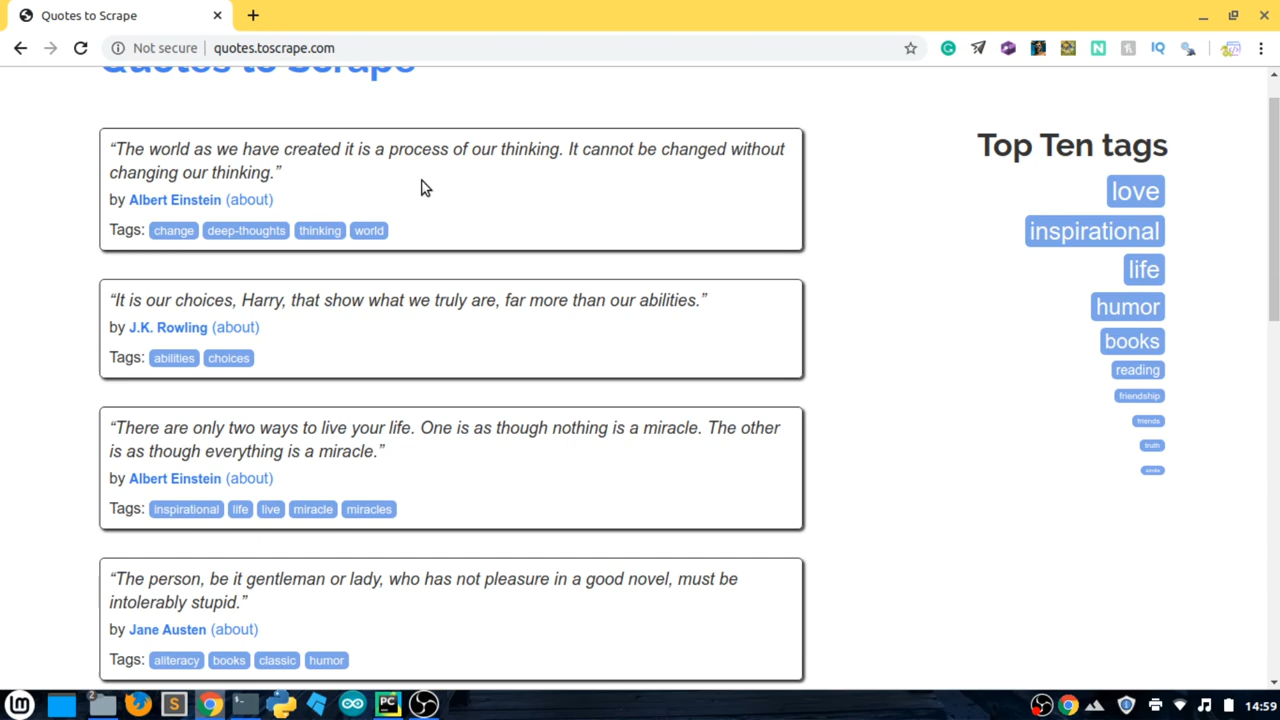 Quotes to Scrape
Not secure
quotes.toscrape.com
Quotes to Scrape
“The world as we have created it is a process of our thinking. It cannot be changed without
changing our thinking.”
by Albert Einstein (about)
Tags: change deep-thoughts thinking world
“It is our choices, Harry, that show what we truly are, far more than our abilities.”
by J.K. Rowling (about)
Tags: abilities choices
“There are only two ways to live your life. One is as though nothing is a miracle. The other
is as though everything is a miracle.”
by Albert Einstein (about)
Tags: inspirational life live miracle miracles
“The person, be it gentleman or lady, who has not pleasure in a good novel, must be
intolerably stupid.”
by Jane Austen (about)
Tags: aliteracy books classic humor
Top Ten tags
love
inspirational
life
humor
books
reading
friendship
friends
truth
IQ
N
2
S
PC
14:59